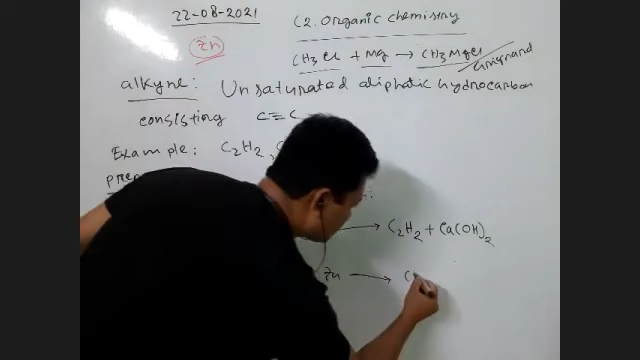 22-08-2021 C2. Organic chemistry
Zn
CH3Cl + Mg → CH3MgCl
Grignard
alkyne: Unsaturated aliphatic hydrocarbon
consisting C≡C
Example: C2H2,
→ C2H2 + Ca(OH)2
Zn → C